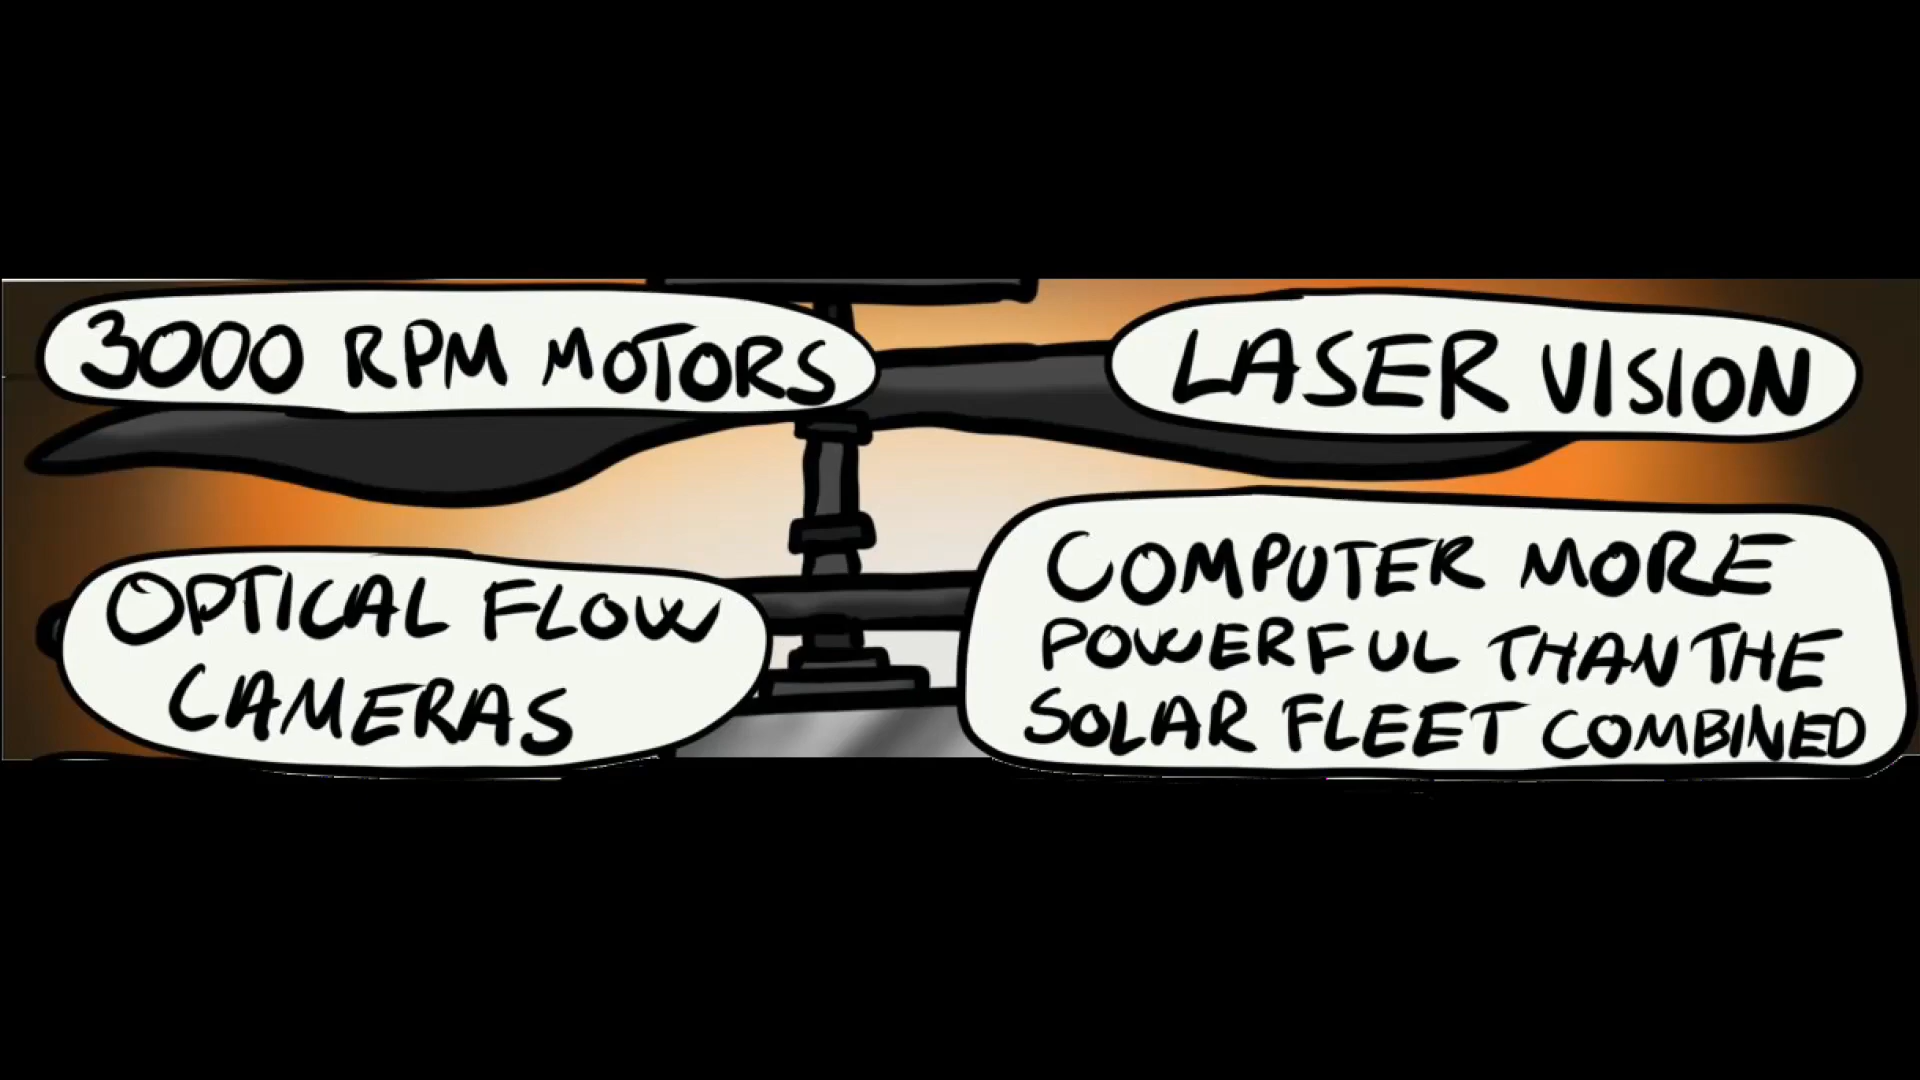 3000 RPM MOTORS
LASER VISION
OPTICAL FLOW
CAMERAS
COMPUTER MORE
POWERFUL THAN THE
SOLAR FLEET COMBINED